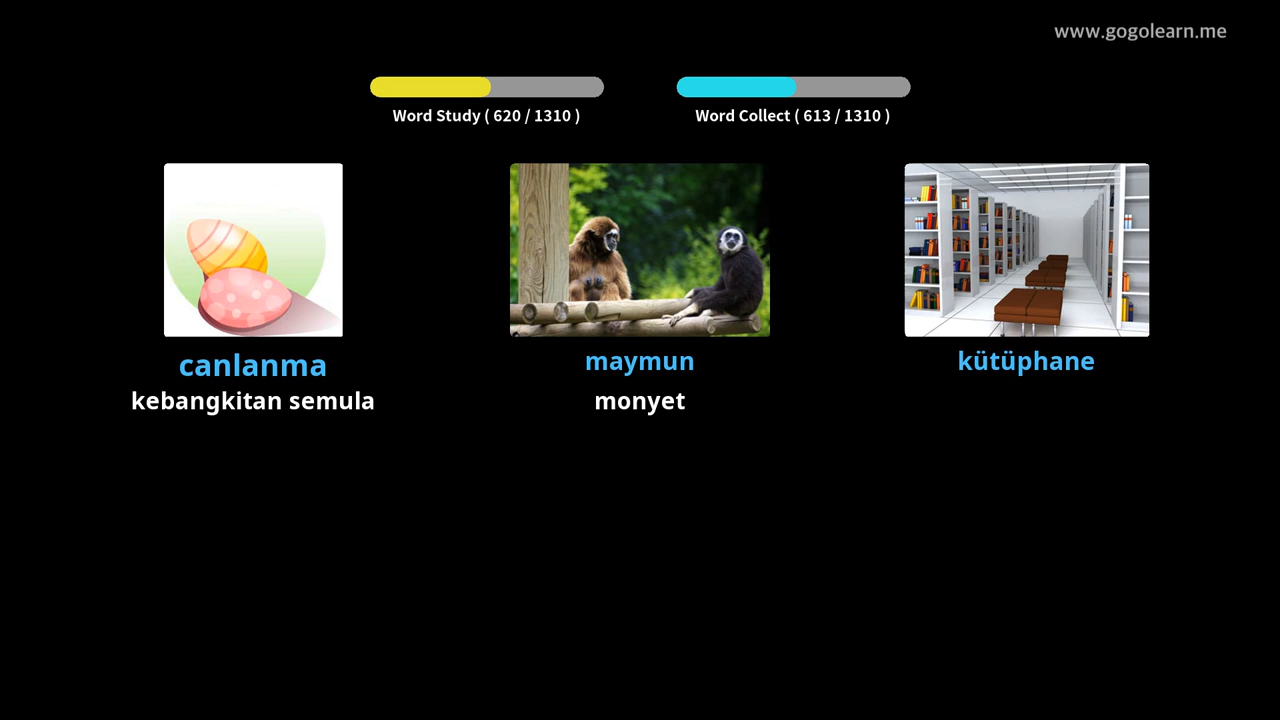 www.gogolearn.me
Word Study ( 620 / 1310 )
Word Collect ( 613 / 1310 )
canlanma
kebangkitan semula
maymun
monyet
kütüphane